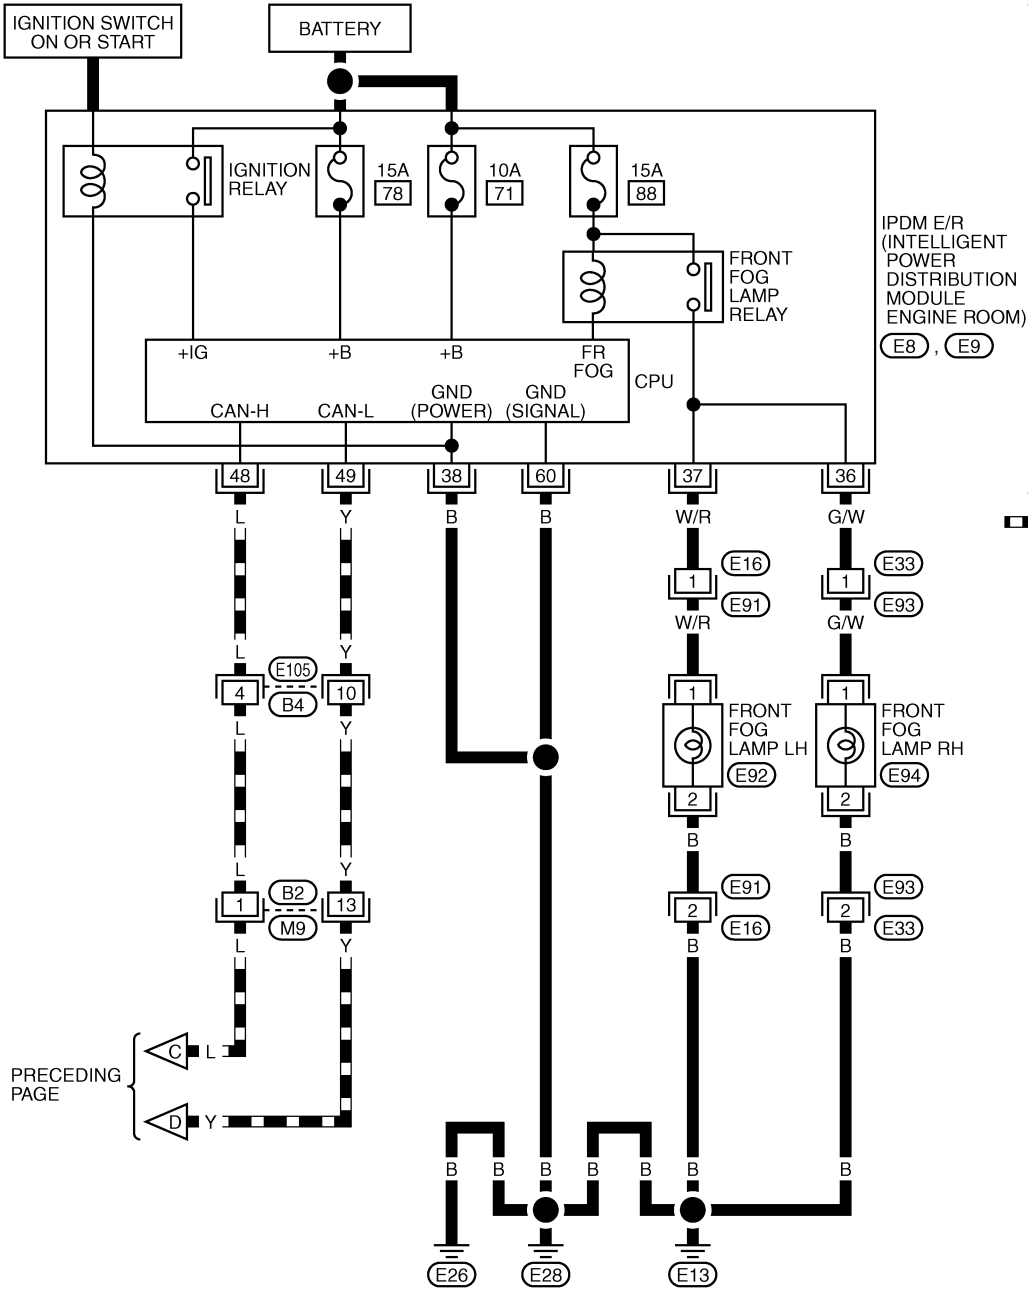 IGNITION SWITCH
ON OR START
BATTERY
IGNITION
RELAY
15A
78
10A
71
15A
88
IPDM E/R
(INTELLIGENT
POWER
DISTRIBUTION
MODULE
ENGINE ROOM)
E8 , E9
FRONT
FOG
LAMP
RELAY
+IG
+B
+B
FR
FOG
CPU
CAN-H
CAN-L
GND
(POWER)
GND
(SIGNAL)
48
49
38
60
37
36
L
Y
B
B
W/R
G/W
1
E16
E91
1
E33
E93
W/R
G/W
L
Y
4
E105
B4
10
L
Y
1
1
FRONT
FOG
LAMP LH
E92
FRONT
FOG
LAMP RH
E94
2
2
B
B
L
Y
1
B2
M9
13
L
Y
2
E91
E16
2
E93
E33
B
B
PRECEDING
PAGE
C
L
D
Y
B
B
B
B
B
B
B
E26
E28
E13